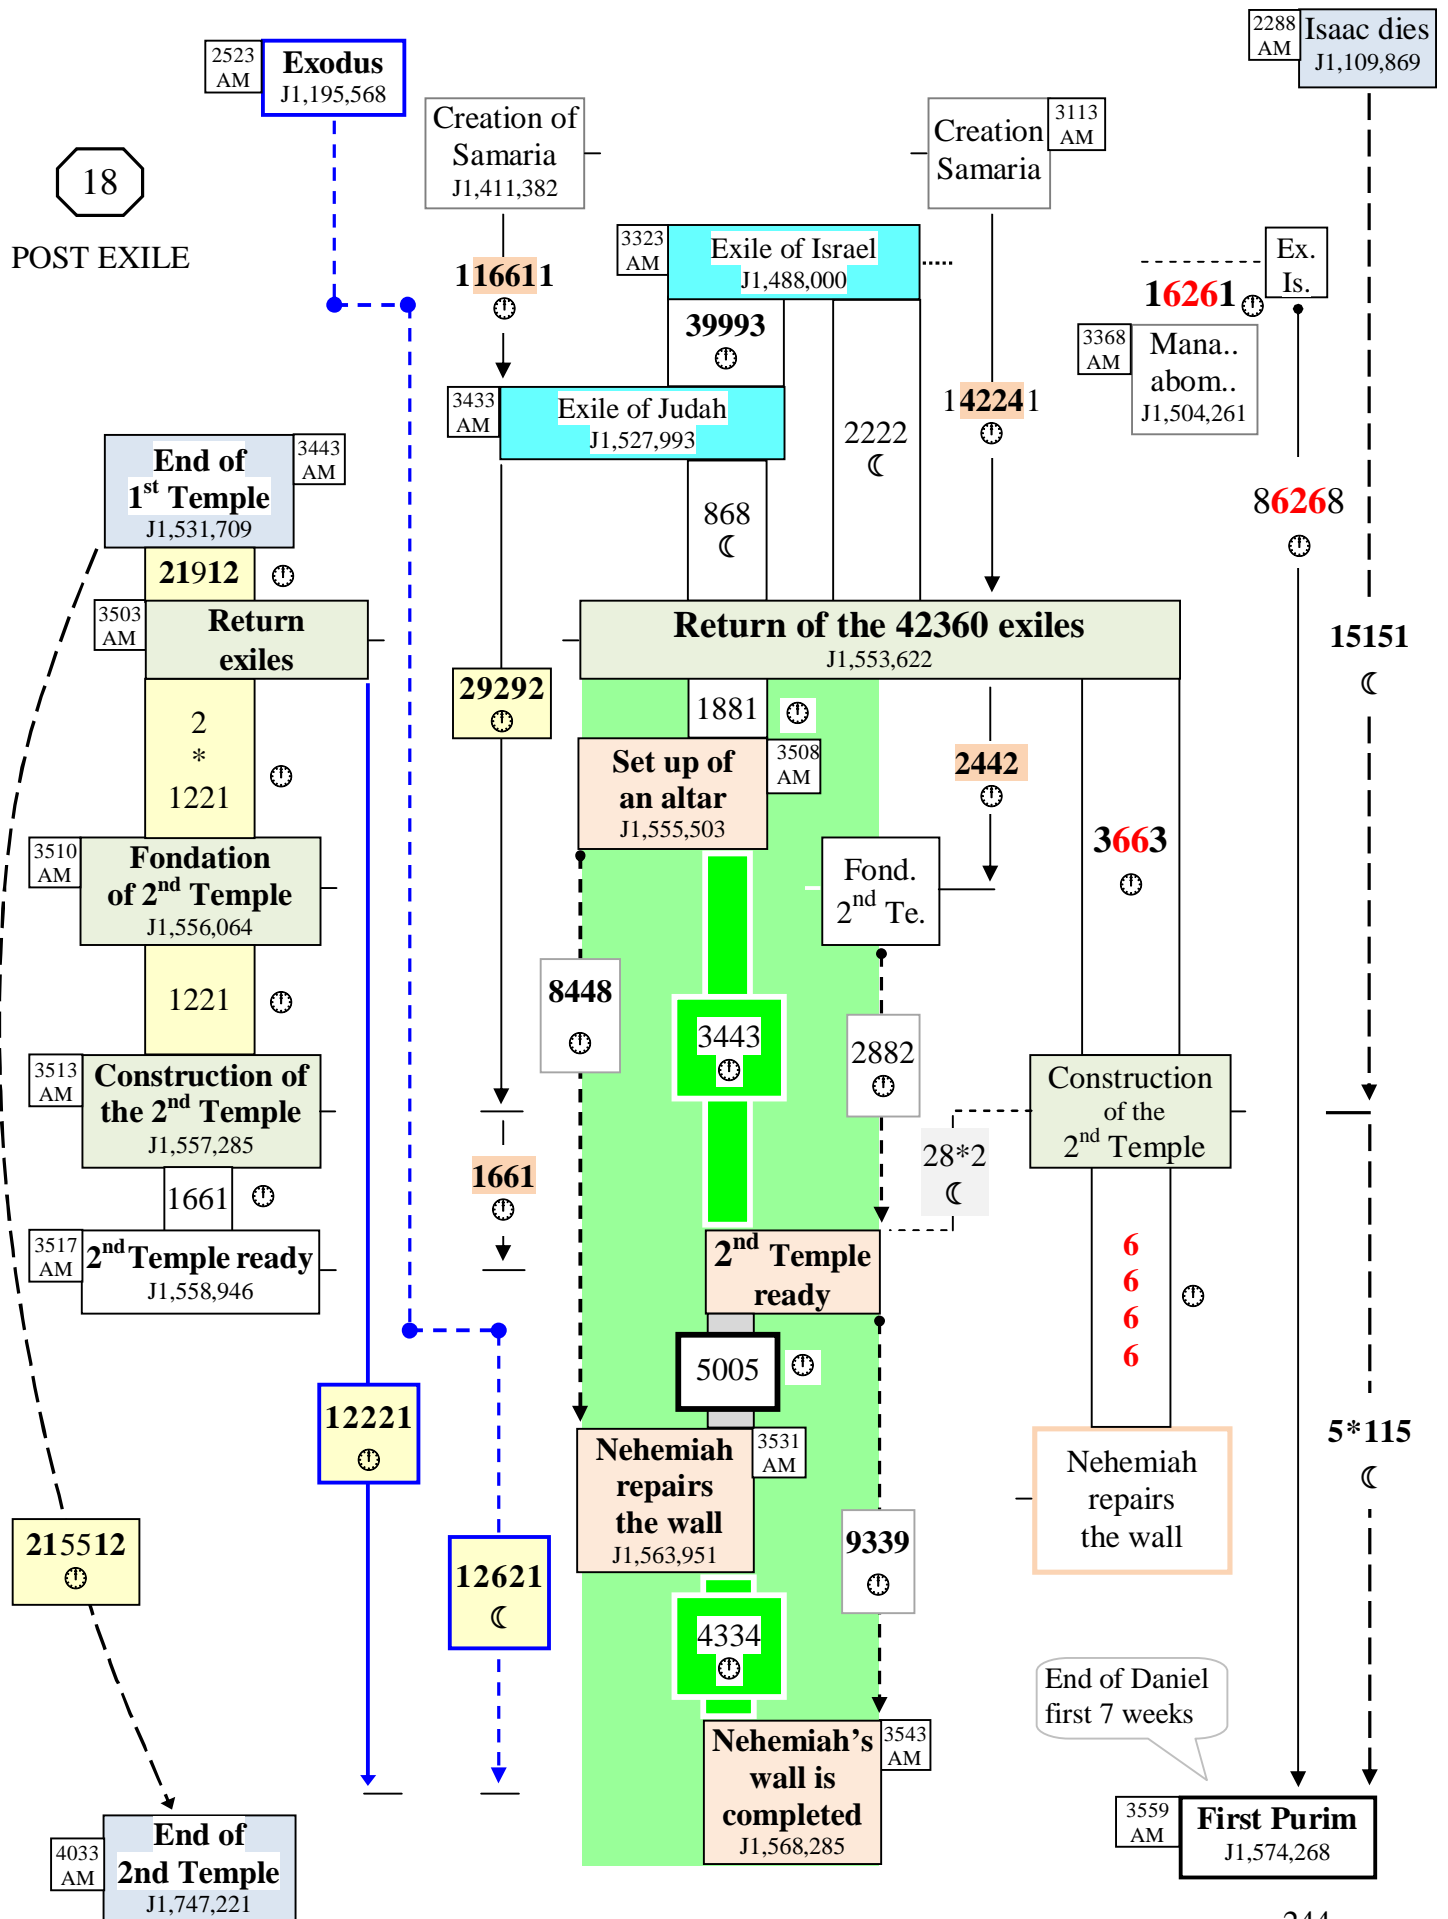 2523
AM
Exodus
J1,195,568
2288
AM
Isaac dies
J1,109,869
18
POST EXILE
Creation of
Samaria
J1,411,382
Creation
Samaria
3113
AM
116611
3323
AM
Exile of Israel
J1,488,000
Ex.
Is.
16261
39993
3368
AM
Mana..
abom..
J1,504,261
3433
AM
Exile of Judah
J1,527,993
142241
2222
☾
End of
1st Temple
J1,531,709
3443
AM
868
☾
86268
21912
3503
AM
Return
exiles
Return of the 42360 exiles
J1,553,622
15151
☾
29292
1881
2
*
1221
Set up of
an altar
J1,555,503
3508
AM
2442
3510
AM
Fondation
of 2nd Temple
J1,556,064
Fond.
2nd Te.
3663
1221
8448
3443
2882
3513
AM
Construction of
the 2nd Temple
J1,557,285
Construction
of the
2nd Temple
28*2
☾
1661
1661
3517
AM
2nd Temple ready
J1,558,946
2nd Temple
ready
6
6
6
6
5005
12221
5*115
☾
Nehemiah
repairs
the wall
J1,563,951
3531
AM
Nehemiah
repairs
the wall
215512
12621
☾
9339
4334
End of Daniel
first 7 weeks
Nehemiah's
wall is
completed
J1,568,285
3543
AM
3559
AM
First Purim
J1,574,268
4033
AM
End of
2nd Temple
J1,747,221